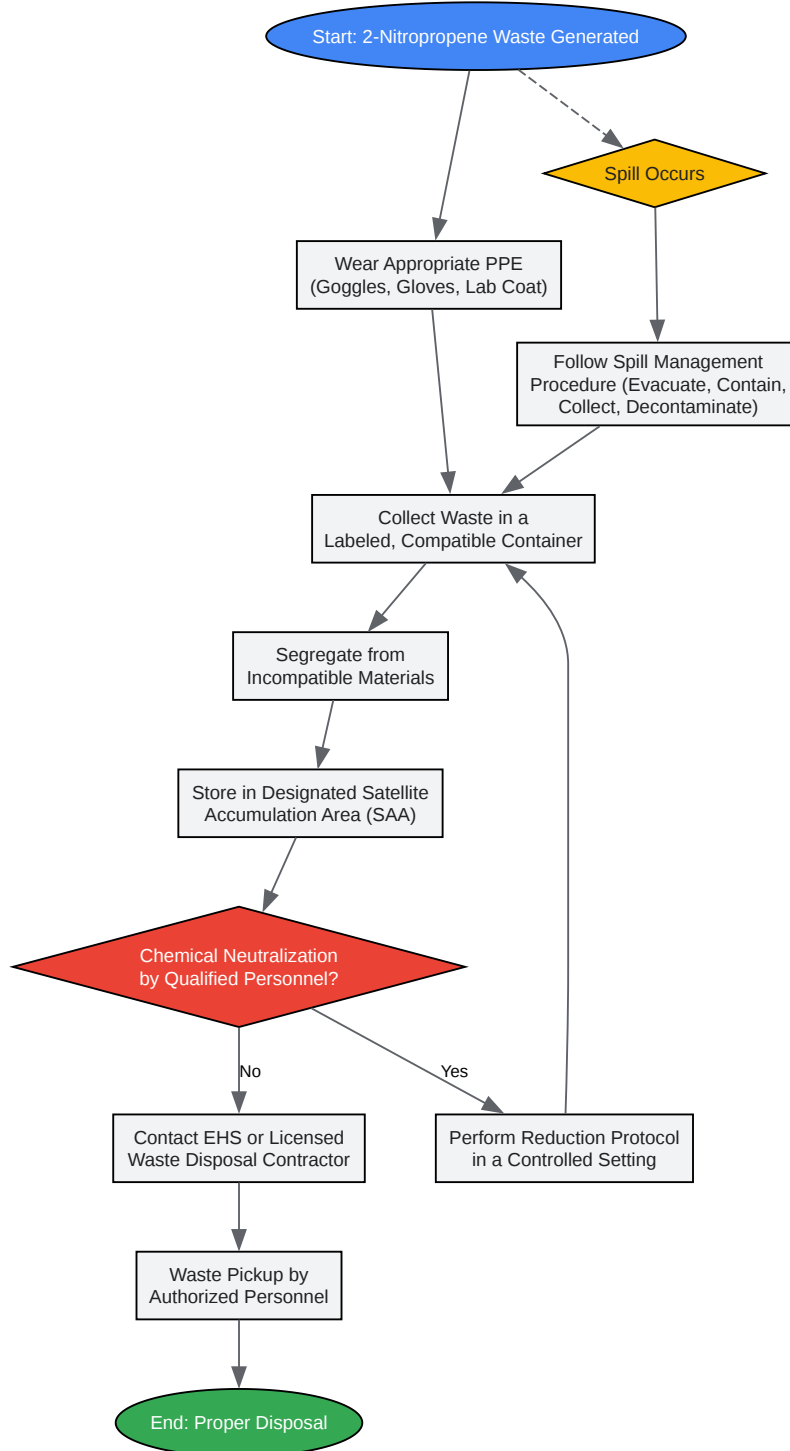 Start: 2-Nitropropene Waste Generated
Spill Occurs
Wear Appropriate PPE
(Goggles, Gloves, Lab Coat)
Follow Spill Management
Procedure (Evacuate, Contain,
Collect, Decontaminate)
Collect Waste in a
Labeled, Compatible Container
Segregate from
Incompatible Materials
Store in Designated Satellite
Accumulation Area (SAA)
Chemical Neutralization
by Qualified Personnel?
No
Yes
Contact EHS or Licensed
Waste Disposal Contractor
Perform Reduction Protocol
in a Controlled Setting
Waste Pickup by
Authorized Personnel
End: Proper Disposal